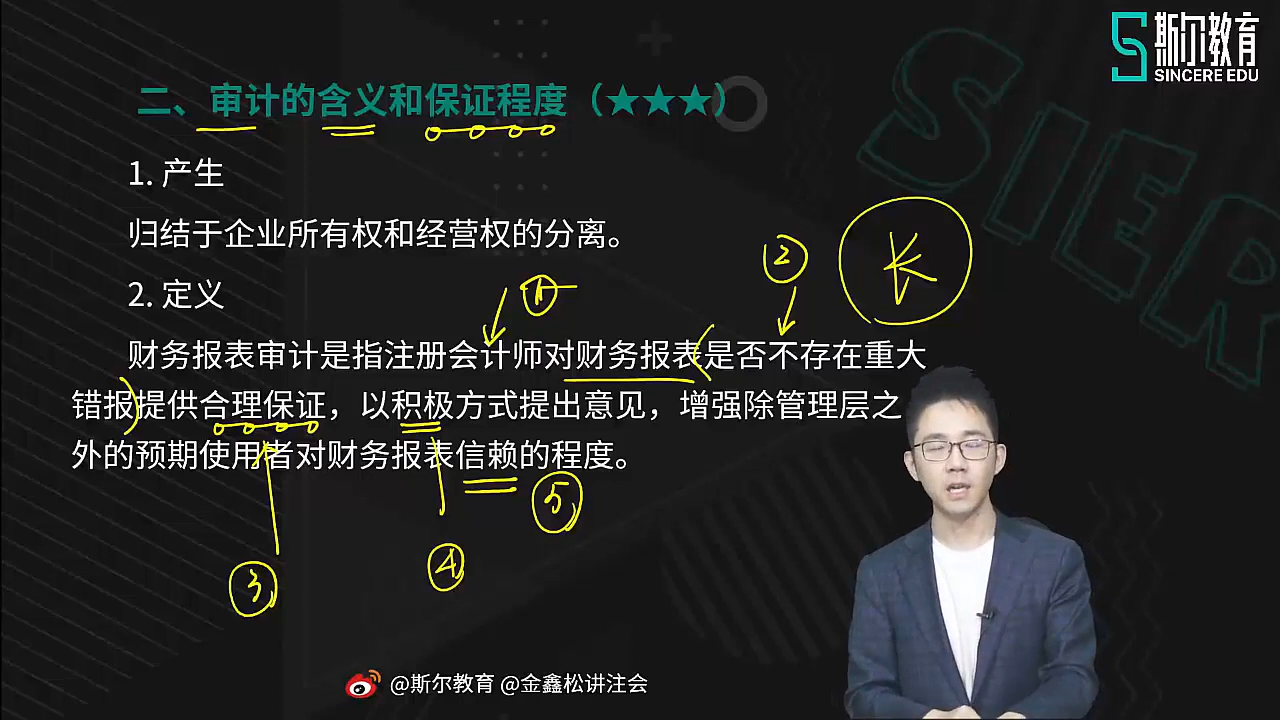 斯尔教育
SINCERE EDU
SIER
二、审计的含义和保证程度（★★★）
1. 产生
归结于企业所有权和经营权的分离。
2. 定义
① ② 长
财务报表审计是指注册会计师对财务报表(是否不存在重大
错报)提供合理保证，以积极方式提出意见，增强除管理层之
外的预期使用者对财务报表信赖的程度。
③ ④ ⑤
@斯尔教育 @金鑫松讲注会